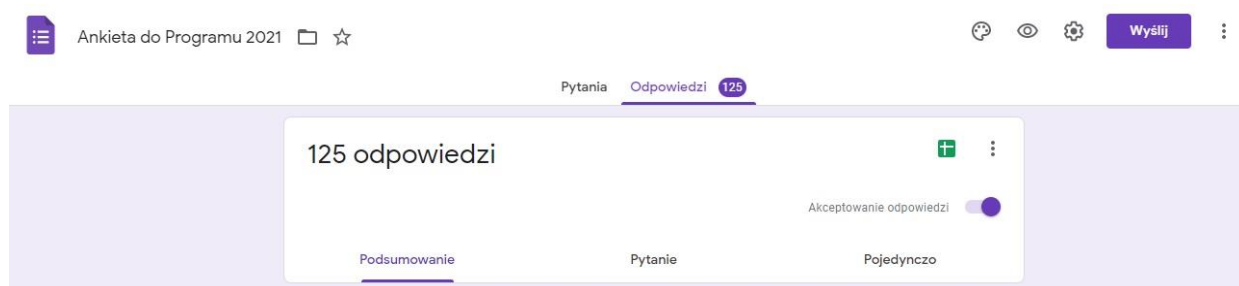 Ankieta do Programu 2021
Wyślij
Pytania Odpowiedzi 125
125 odpowiedzi
Akceptowanie odpowiedzi
Podsumowanie Pytanie Pojedynczo